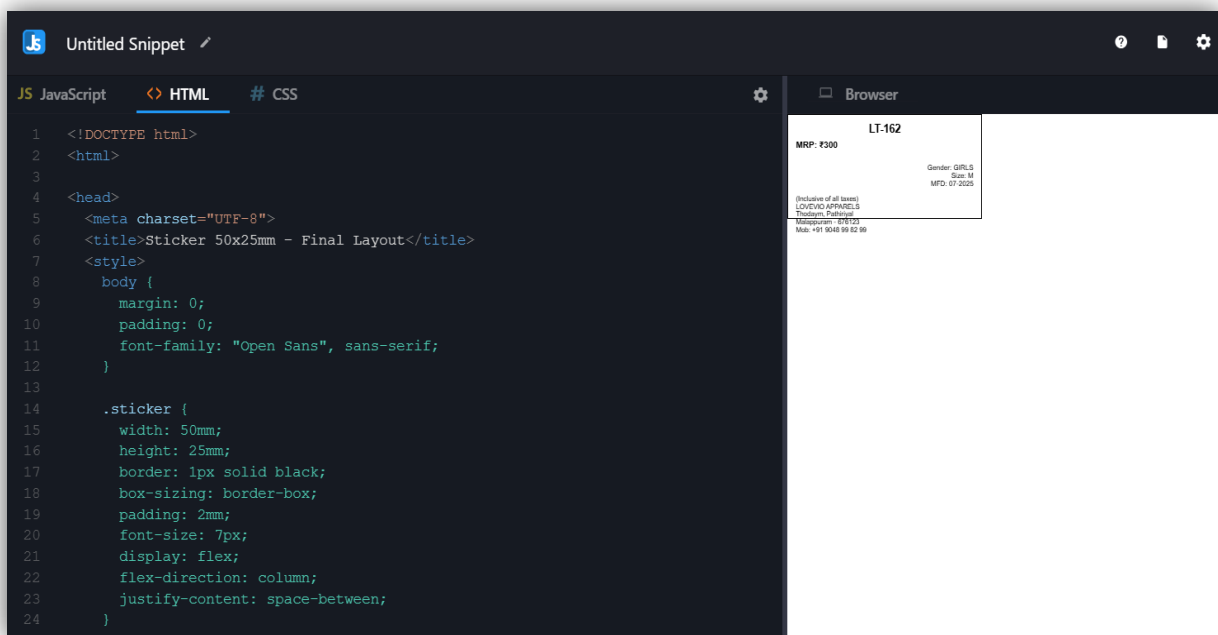 JS Untitled Snippet
JS JavaScript <> HTML # CSS Browser
1 <!DOCTYPE html>
2 <html>
3
4 <head>
5 <meta charset="UTF-8">
6 <title>Sticker 50x25mm - Final Layout</title>
7 <style>
8 body {
9 margin: 0;
10 padding: 0;
11 font-family: "Open Sans", sans-serif;
12 }
13
14 .sticker {
15 width: 50mm;
16 height: 25mm;
17 border: 1px solid black;
18 box-sizing: border-box;
19 padding: 2mm;
20 font-size: 7px;
21 display: flex;
22 flex-direction: column;
23 justify-content: space-between;
24 }
LT-162
MRP: ₹300
Gender: GIRLS
Size: M
MFD: 07-2025
(Inclusive of all taxes)
LOVEVIO APPARELS
Thodaym, Pathiriyal
Malappuram - 676123
Mob: +91 9048 99 82 99